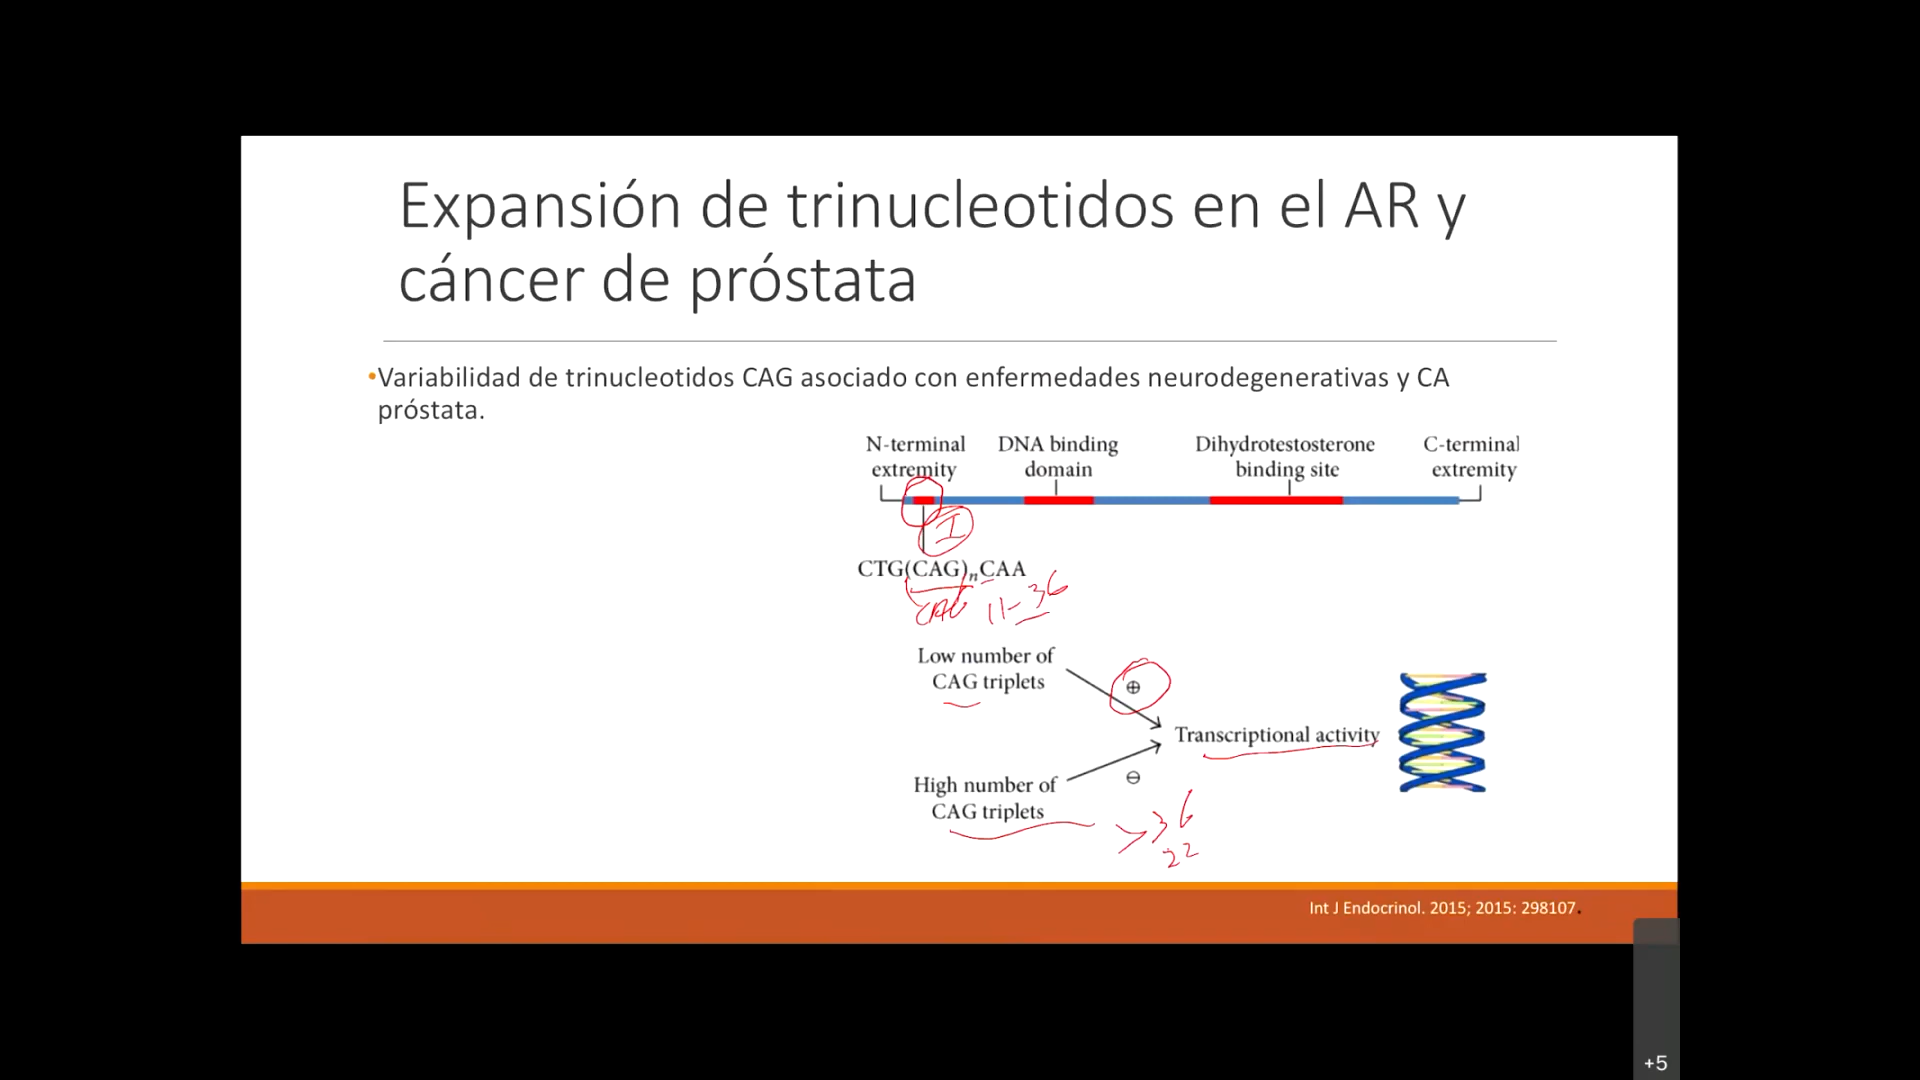 Expansión de trinucleotidos en el AR y
cáncer de próstata
•Variabilidad de trinucleotidos CAG asociado con enfermedades neurodegenerativas y CA
próstata.
N-terminal extremity
DNA binding domain
Dihydrotestosterone binding site
C-terminal extremity
I
CTG(CAG)nCAA
CAG 11-36
Low number of
CAG triplets
⊕
Transcriptional activity
⊖
High number of
CAG triplets
>36
22
Int J Endocrinol. 2015; 2015: 298107.
+5